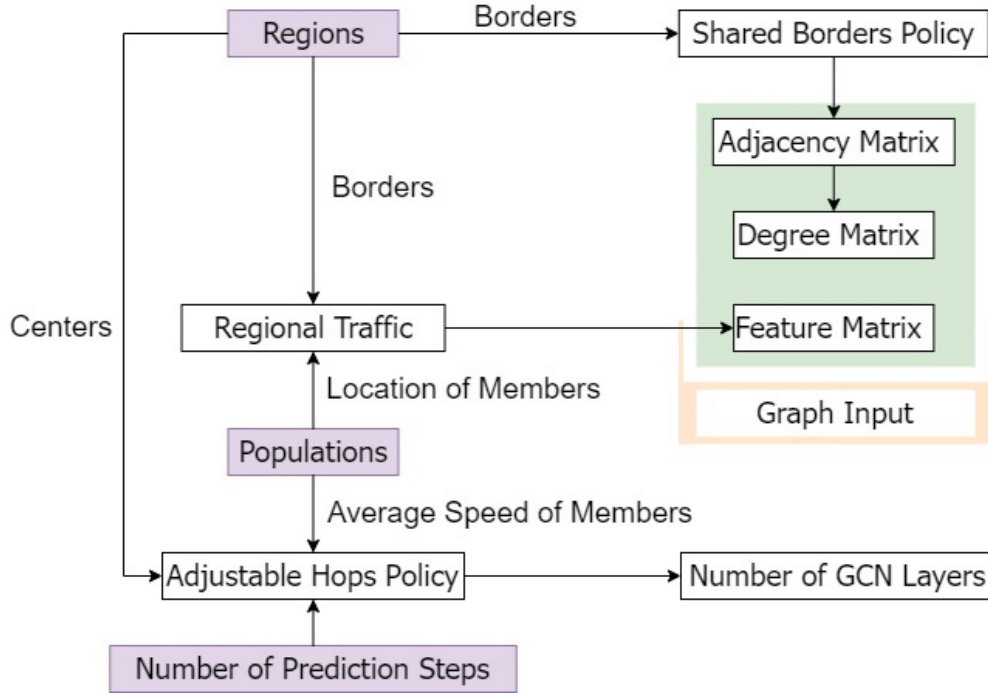 Borders
Regions
Shared Borders Policy
Adjacency Matrix
Borders
Degree Matrix
Centers
Regional Traffic
Feature Matrix
Location of Members
Graph Input
Populations
Average Speed of Members
Adjustable Hops Policy
Number of GCN Layers
Number of Prediction Steps